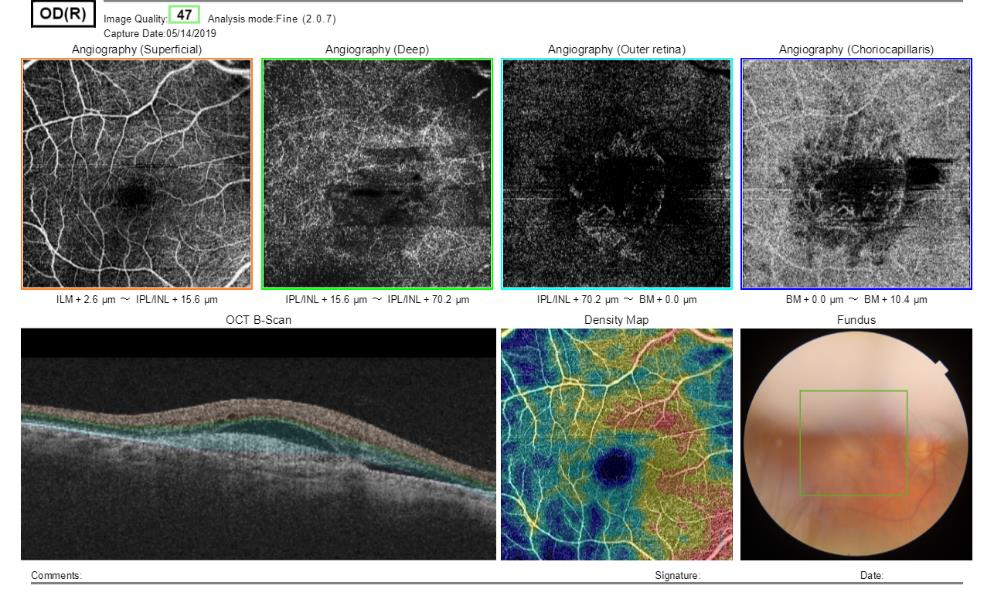 OD(R)
Image Quality: 47 Analysis mode:Fine (2.0.7)
Capture Date:05/14/2019
Angiography (Superficial) Angiography (Deep) Angiography (Outer retina) Angiography (Choriocapillaris)
ILM + 2.6 µm ～ IPL/INL + 15.6 µm IPL/INL + 15.6 µm ～ IPL/INL + 70.2 µm IPL/INL + 70.2 µm ～ BM + 0.0 µm BM + 0.0 µm ～ BM + 10.4 µm
OCT B-Scan Density Map Fundus
Comments: Signature: Date: